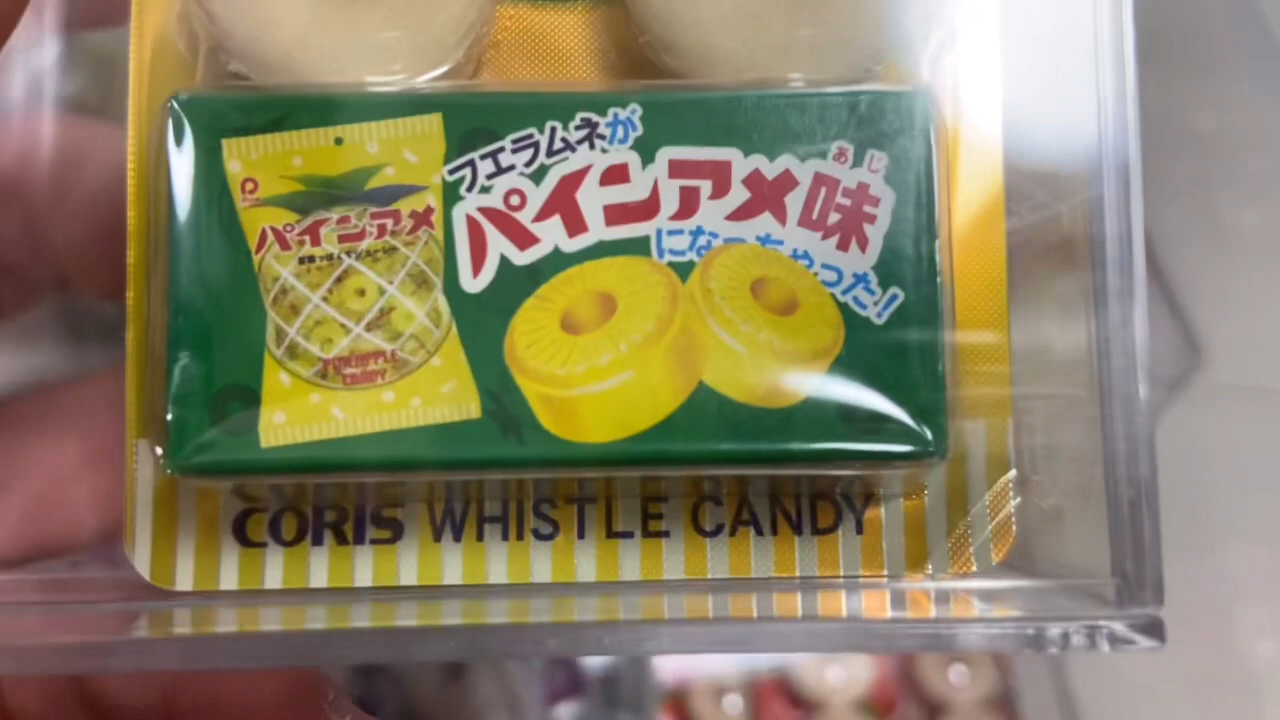 フエラムネが
あじ
パインアメ味
になっちゃった!
パインアメ
PINEAPPLE
CANDY
CORIS WHISTLE CANDY